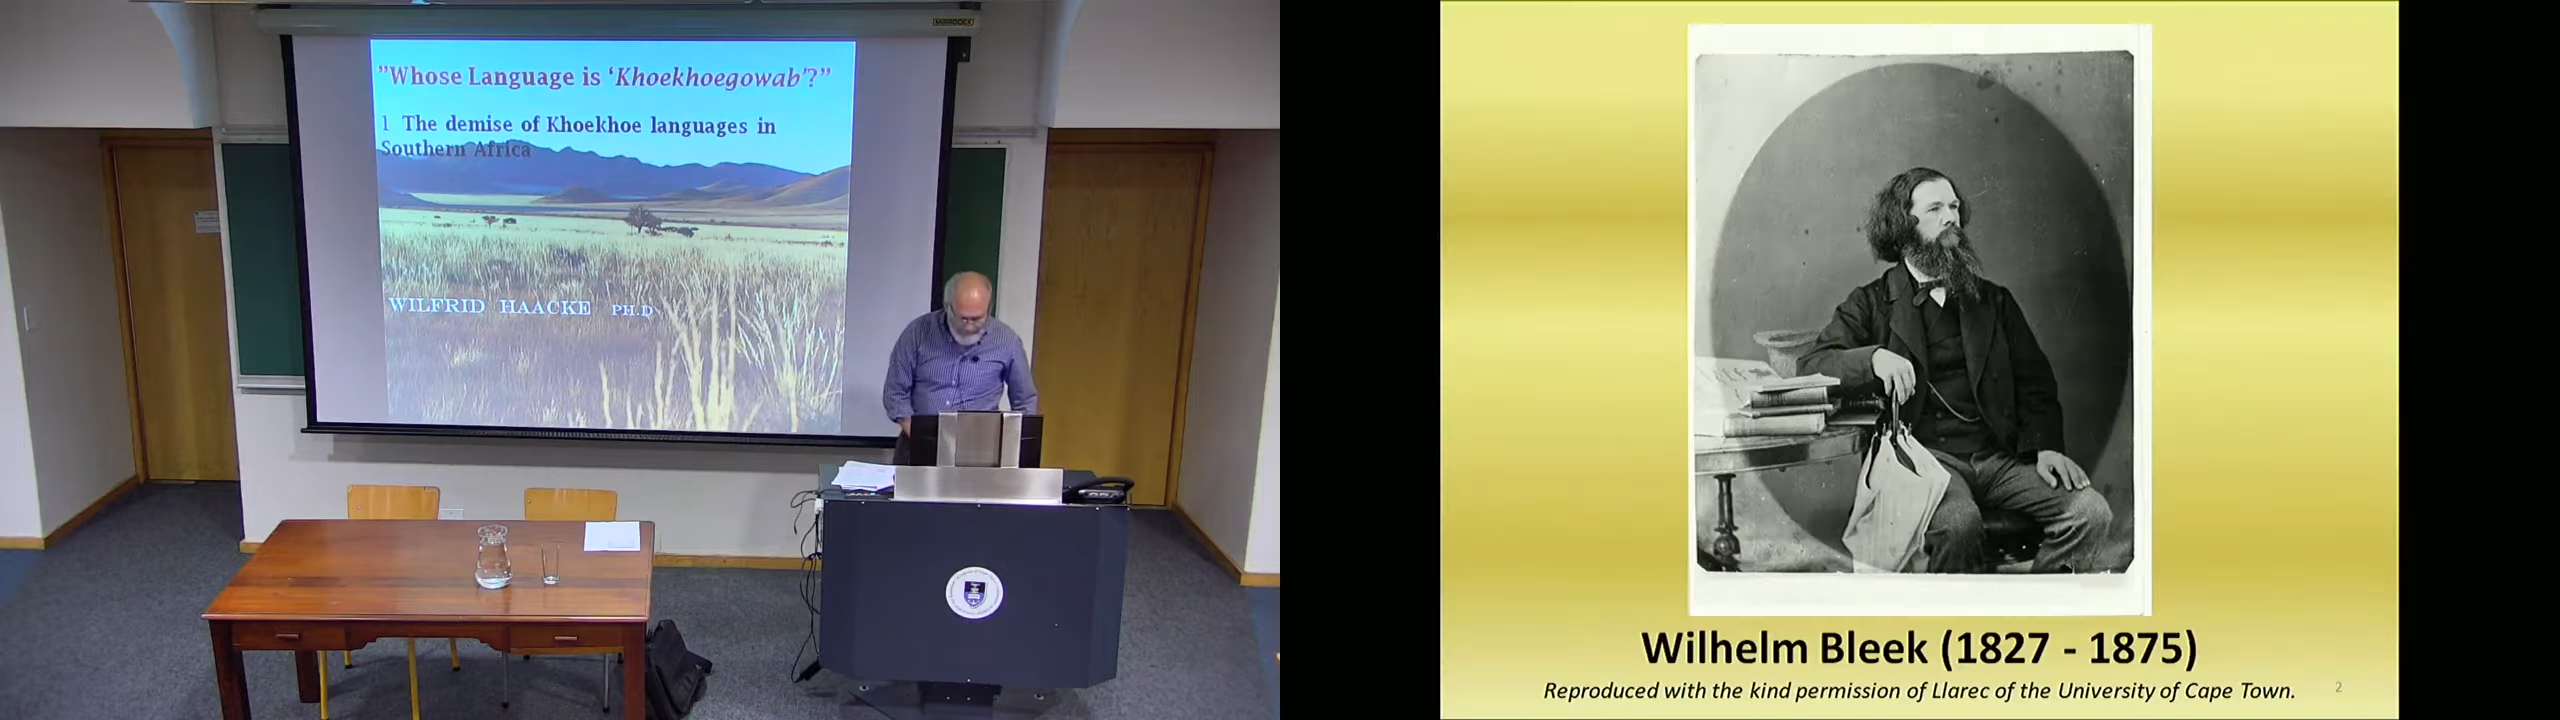 MIRRODEX
”Whose Language is ‘Khoekhoegowab’?”
1 The demise of Khoekhoe languages in
Southern Africa
WILFRID HAACKE PH.D
Wilhelm Bleek (1827 - 1875)
Reproduced with the kind permission of Llarec of the University of Cape Town.
2